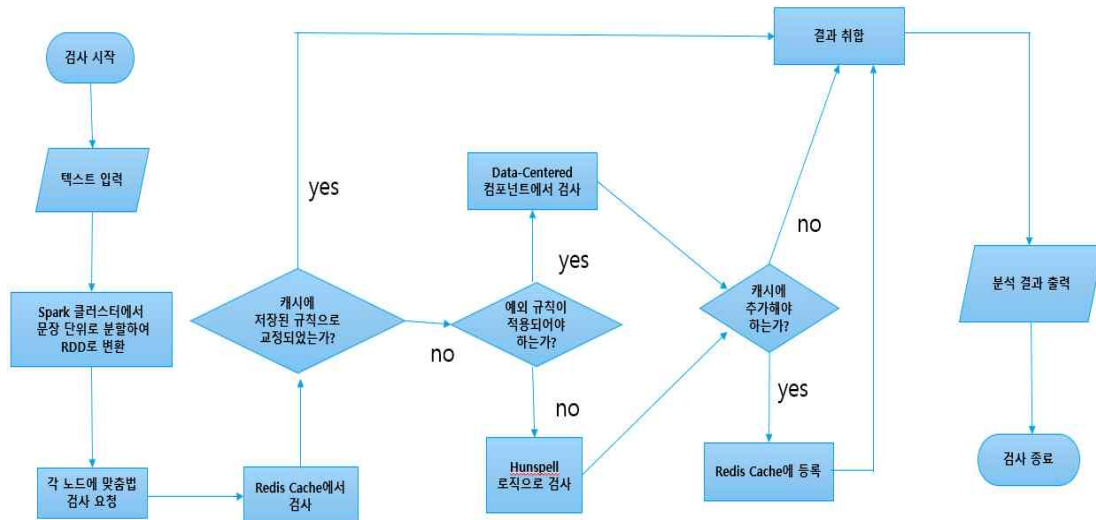 검사 시작
텍스트 입력
Spark 클러스터에서
문장 단위로 분할하여
RDD로 변환
각 노드에 맞춤법
검사 요청
Redis Cache에서
검사
캐시에
저장된 규칙으로
교정되었는가?
yes
no
예외 규칙이
적용되어야
하는가?
yes
Data-Centered
컴포넌트에서 검사
no
Hunspell
로직으로 검사
캐시에
추가해야
하는가?
no
yes
Redis Cache에 등록
결과 취합
분석 결과 출력
검사 종료